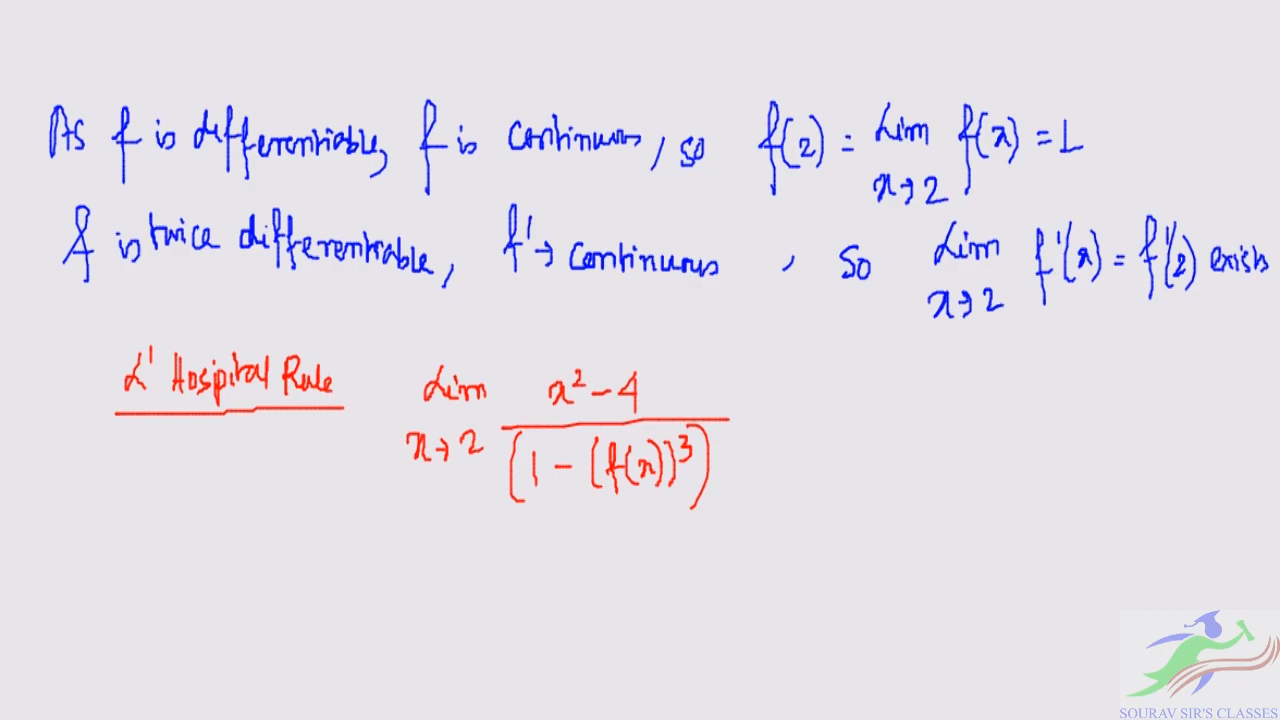 As f is differentiable, f is continuous, so f(2) = Lim f(x) = L
x→2
f is twice differentiable, f'→ continuous , so Lim f'(x) = f'(2) exists
x→2
L' Hospital Rule Lim x²-4
x→2 (1 - (f(x))³)
SOURAV SIR'S CLASSES